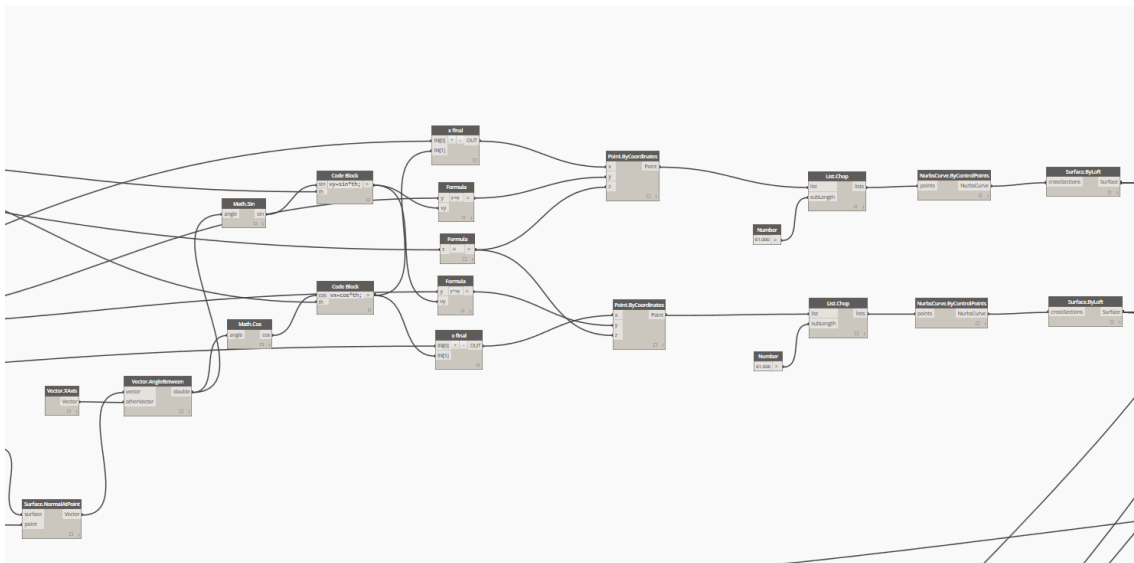 x final
IN[0] + - OUT
IN[1]
Code Block
sin vy=sin*th; >
th
Math.Sin
angle sin
Formula
y
vy
Formula
z
Point.ByCoordinates
x Point
y
z
List.Chop
list lists
subLength
NurbsCurve.ByControlPoints
points NurbsCurve
Surface.ByLoft
crossSections Surface
Number
61.000 >
Code Block
cos vx=cos*th; >
th
Math.Cos
angle cos
Formula
y
vy
x final
IN[0] + - OUT
IN[1]
Point.ByCoordinates
x Point
y
z
List.Chop
list lists
subLength
NurbsCurve.ByControlPoints
points NurbsCurve
Surface.ByLoft
crossSections Surface
Number
61.000 >
Vector.XAxis
Vector
Vector.AngleBetween
vector double
otherVector
Surface.NormalAtPoint
surface Vector
point